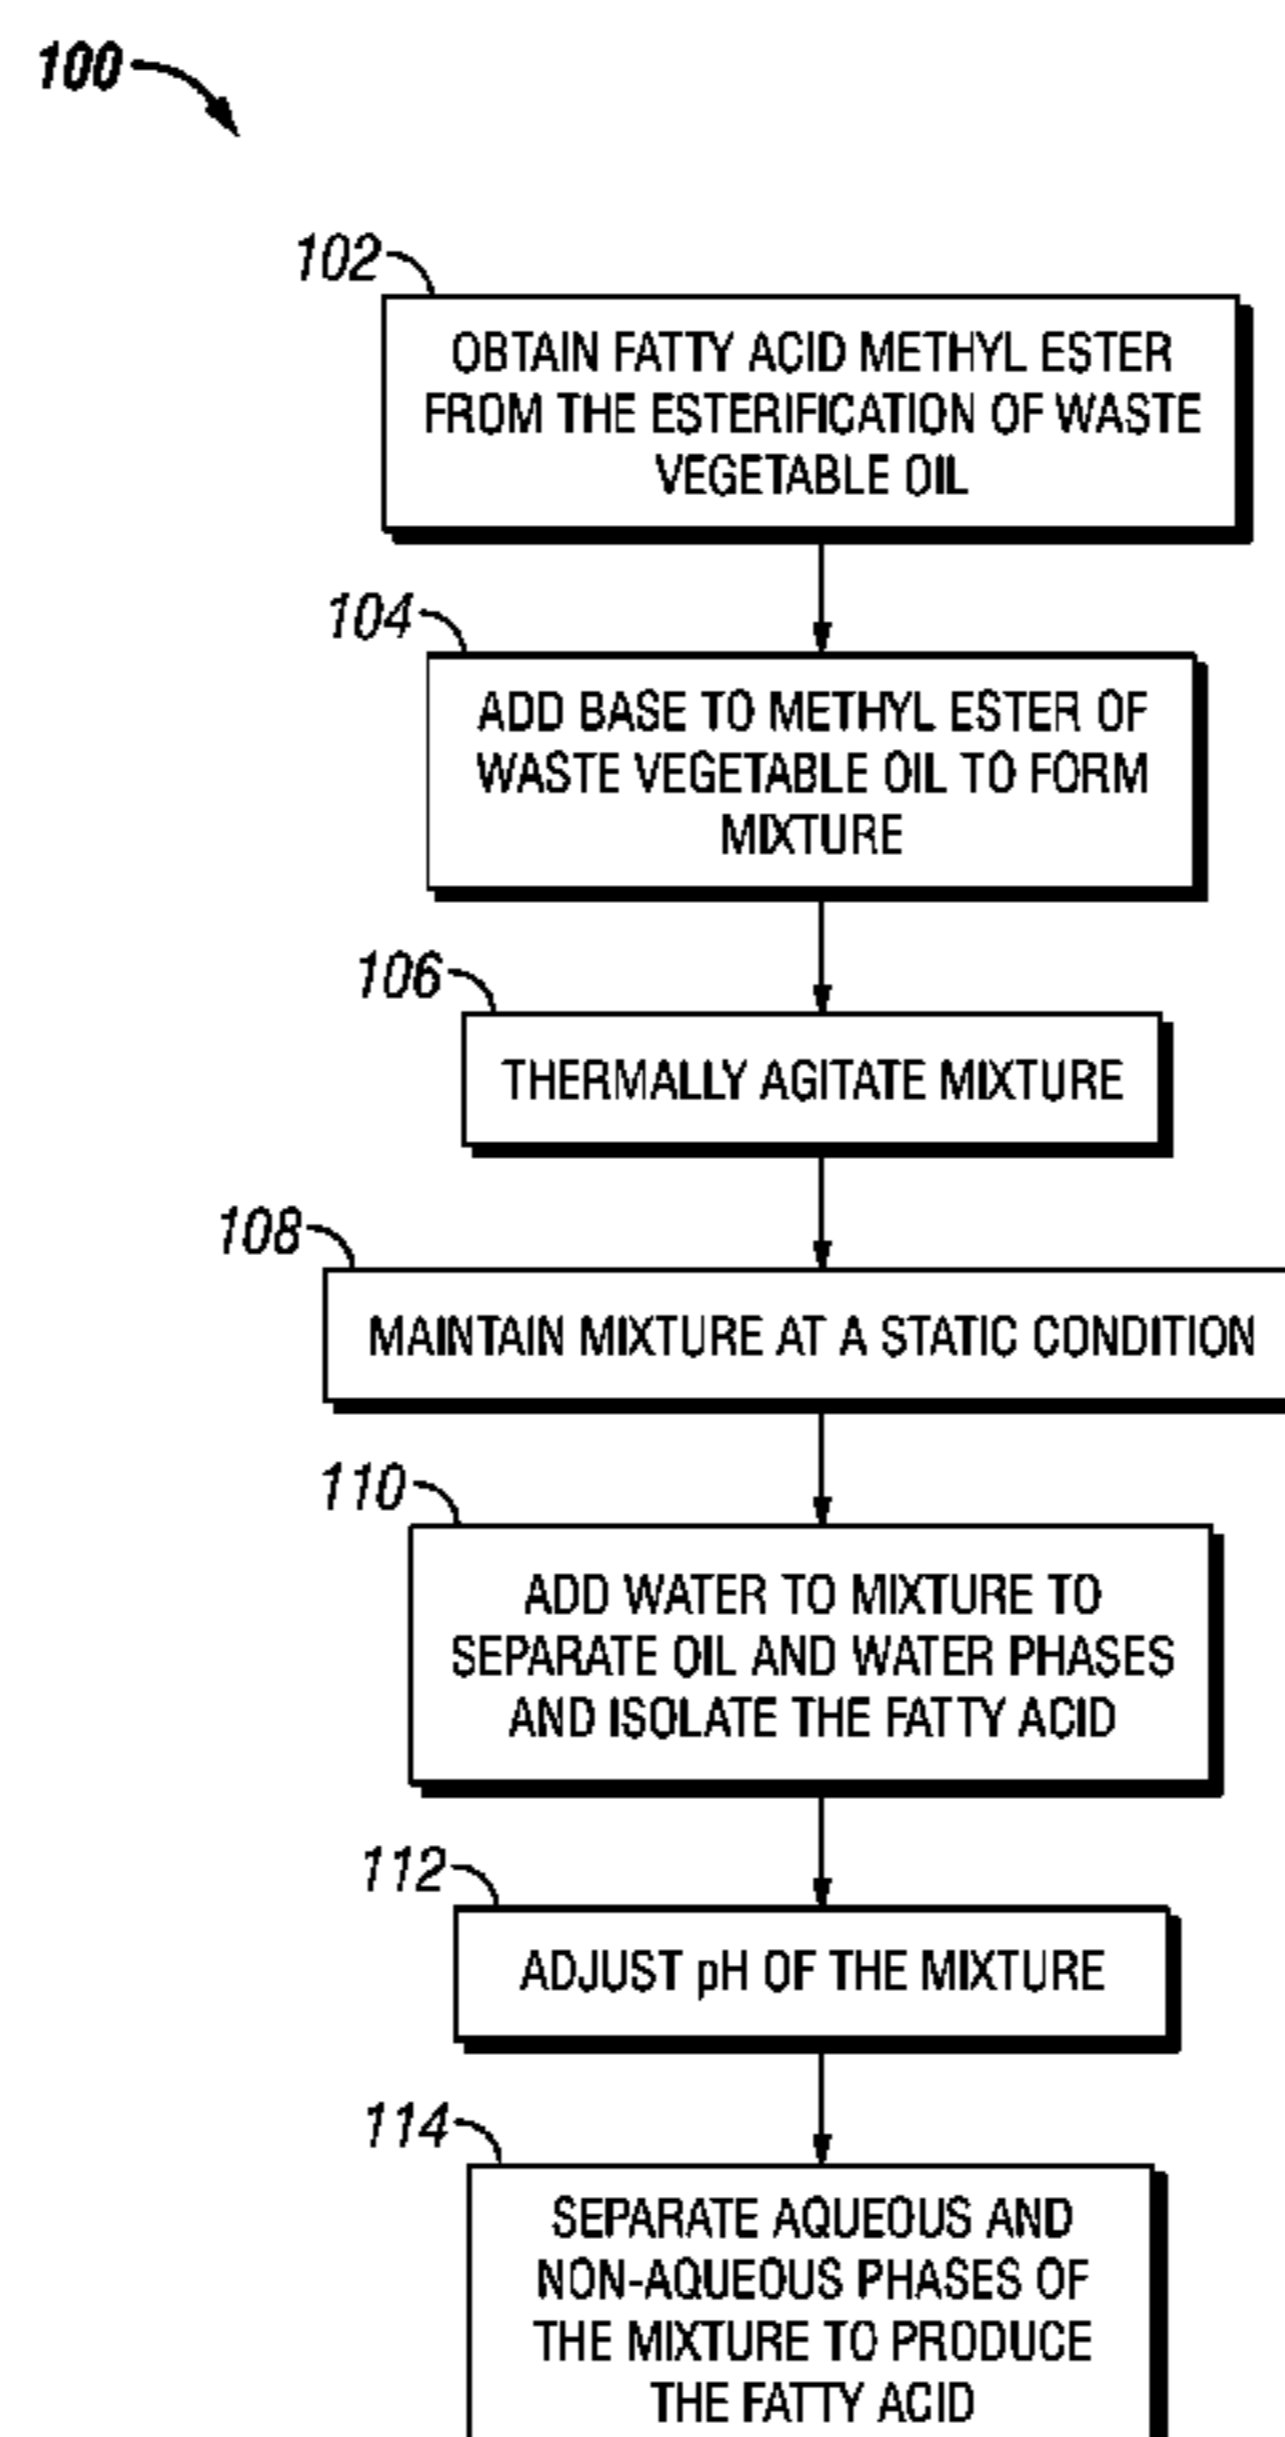 100
102
OBTAIN FATTY ACID METHYL ESTER
FROM THE ESTERIFICATION OF WASTE
VEGETABLE OIL
104
ADD BASE TO METHYL ESTER OF
WASTE VEGETABLE OIL TO FORM
MIXTURE
106
THERMALLY AGITATE MIXTURE
108
MAINTAIN MIXTURE AT A STATIC CONDITION
110
ADD WATER TO MIXTURE TO
SEPARATE OIL AND WATER PHASES
AND ISOLATE THE FATTY ACID
112
ADJUST pH OF THE MIXTURE
114
SEPARATE AQUEOUS AND
NON-AQUEOUS PHASES OF
THE MIXTURE TO PRODUCE
THE FATTY ACID